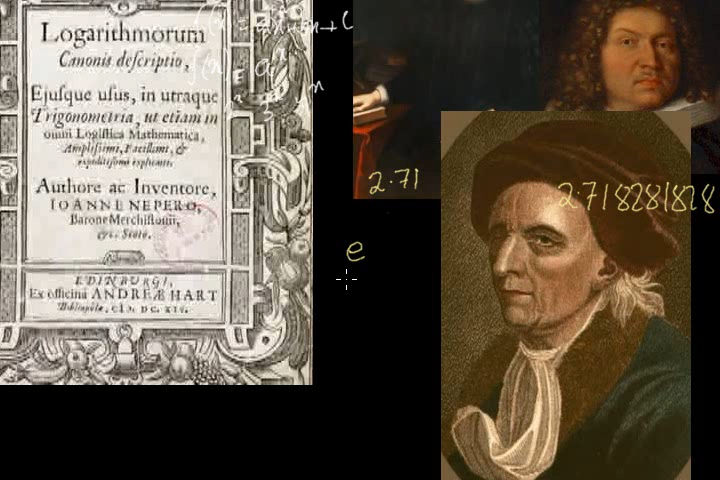 Logarithmorum
Canonis descriptio,
Ejusque usus, in utraque
Trigonometria, ut etiam in
omni Logistica Mathematica,
Amplissimi, Facillimi, &
expeditissimi explicatio.
Authore ac Inventore,
IOANNE NEPERO,
Barone Merchistonii,
&c. Scoto.
EDINBURGI,
Ex officinâ ANDREÆ HART
2.71
2.718281828
e